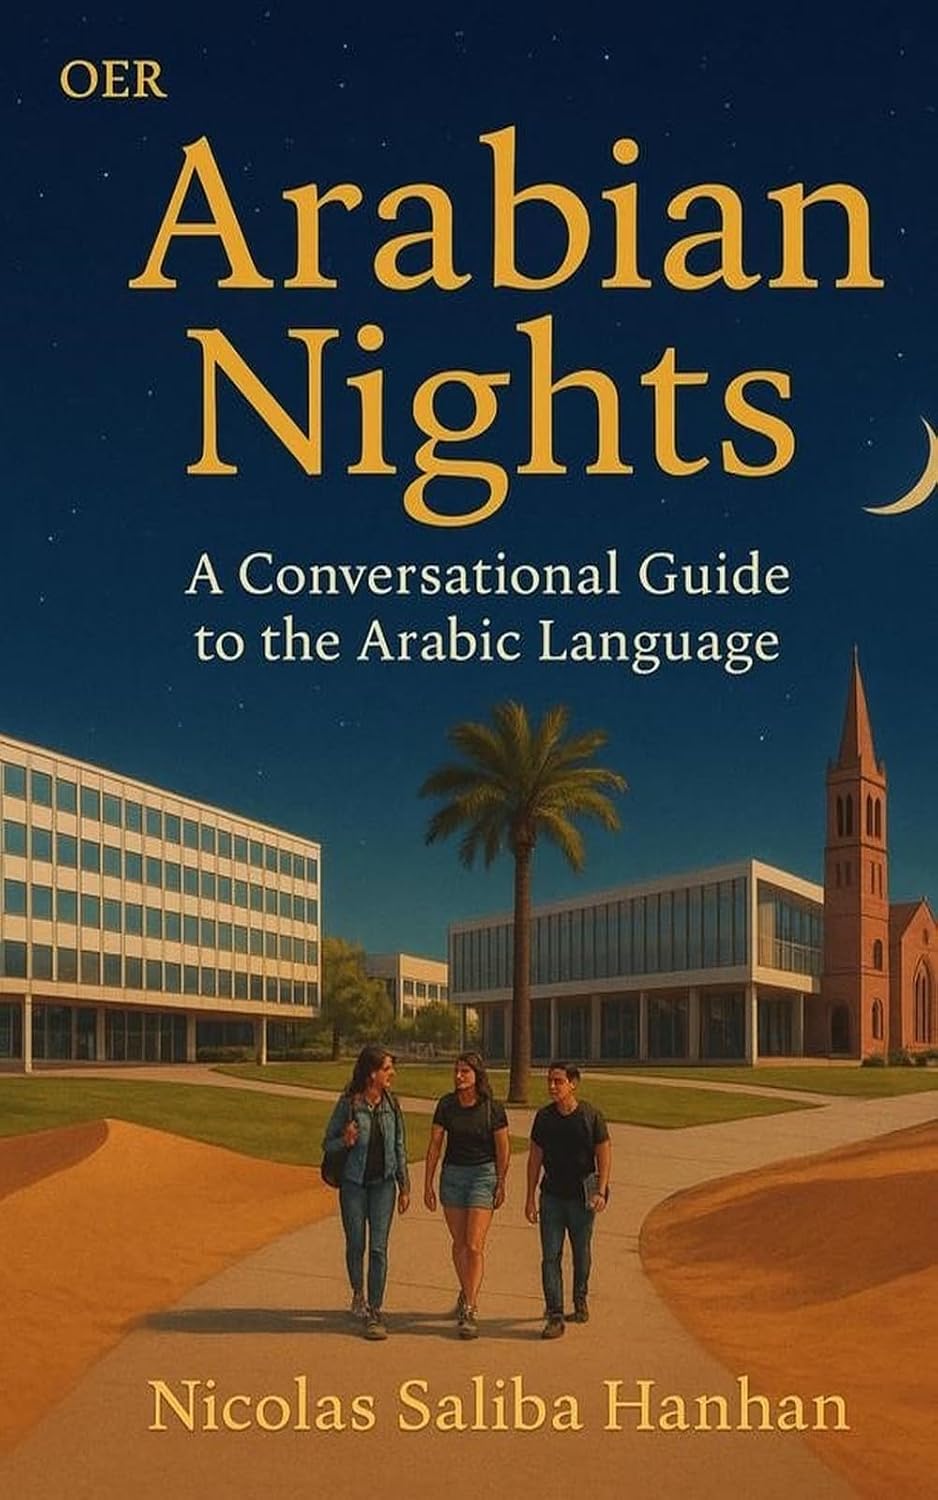 OER
Arabian
Nights
A Conversational Guide
to the Arabic Language
Nicolas Saliba Hanhan